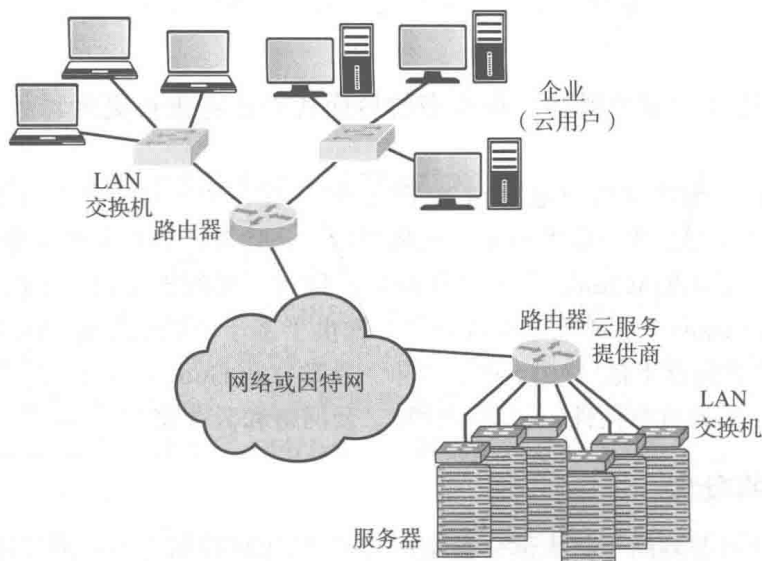 企业
（云用户）
LAN
交换机
路由器
路由器
云服务
提供商
网络或因特网
LAN
交换机
服务器